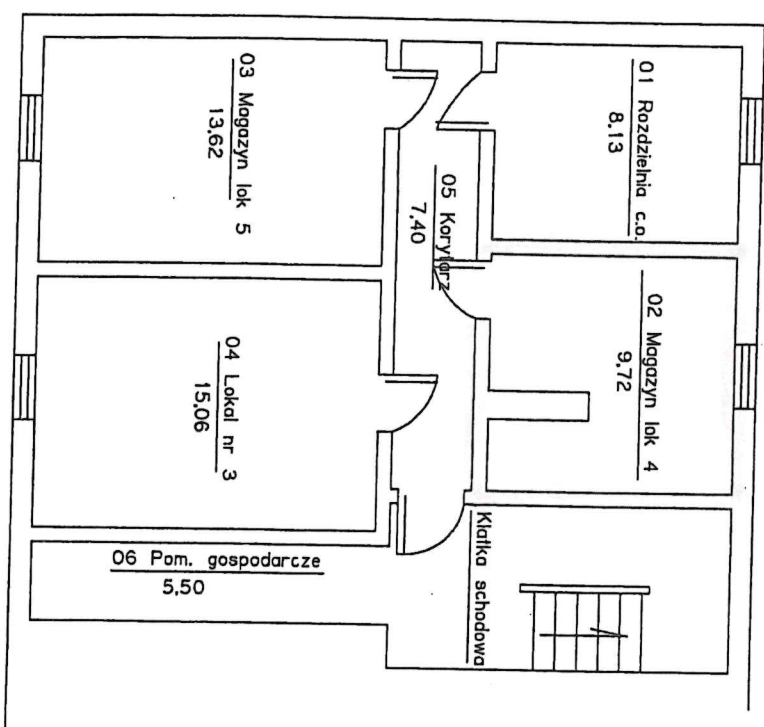 01 Rozdzielnia c.o.
8.13
02 Magazyn lok 4
9.72
03 Magazyn lok 5
13.62
04 Lokal nr 3
15.06
05 Korytarz
7.40
06 Pom. gospodarcze
5.50
Klatka schodowa